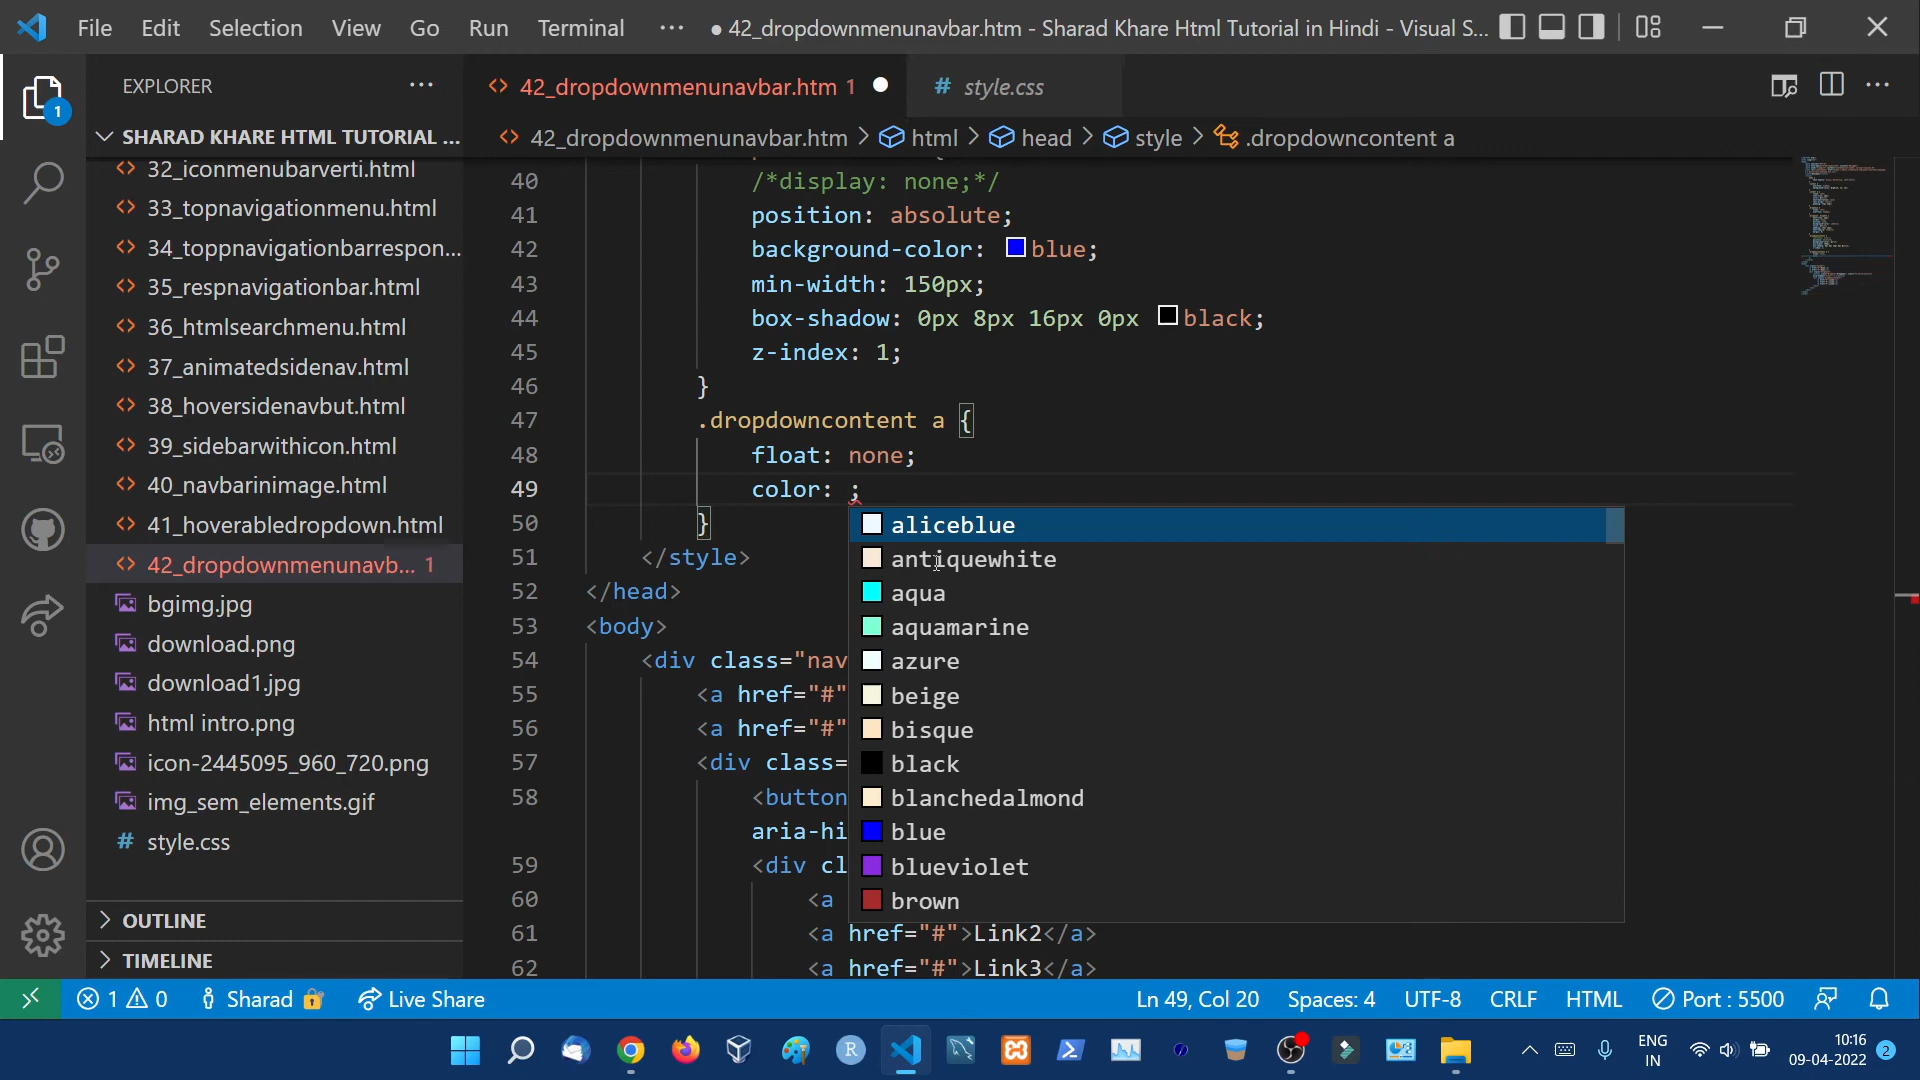 File Edit Selection View Go Run Terminal ··· ● 42_dropdownmenunavbar.htm - Sharad Khare Html Tutorial in Hindi - Visual S...
EXPLORER ···
1
SHARAD KHARE HTML TUTORIAL ...
32_iconmenubarverti.html
33_topnavigationmenu.html
34_toppnavigationbarrespon...
35_respnavigationbar.html
36_htmlsearchmenu.html
37_animatedsidenav.html
38_hoversidenavbut.html
39_sidebarwithicon.html
40_navbarinimage.html
41_hoverabledropdown.html
42_dropdownmenunavb... 1
bgimg.jpg
download.png
download1.jpg
html intro.png
icon-2445095_960_720.png
img_sem_elements.gif
# style.css
OUTLINE
TIMELINE
<> 42_dropdownmenunavbar.htm 1 ● # style.css
<> 42_dropdownmenunavbar.htm > html > head > style > .dropdowncontent a
40 /*display: none;*/
41 position: absolute;
42 background-color: blue;
43 min-width: 150px;
44 box-shadow: 0px 8px 16px 0px black;
45 z-index: 1;
46 }
47 .dropdowncontent a {
48 float: none;
49 color: ;
50 }
51 </style>
52 </head>
53 <body>
54 <div class="nav
55 <a href="#"
56 <a href="#"
57 <div class=
58 <button
aria-hi
59 <div cl
60 <a
61 <a href="#">Link2</a>
62 <a href="#">Link3</a>
aliceblue
antiquewhite
aqua
aquamarine
azure
beige
bisque
black
blanchedalmond
blue
blueviolet
brown
1 0 Sharad Live Share Ln 49, Col 20 Spaces: 4 UTF-8 CRLF HTML Port : 5500
R ENG
IN
10:16
09-04-2022
2